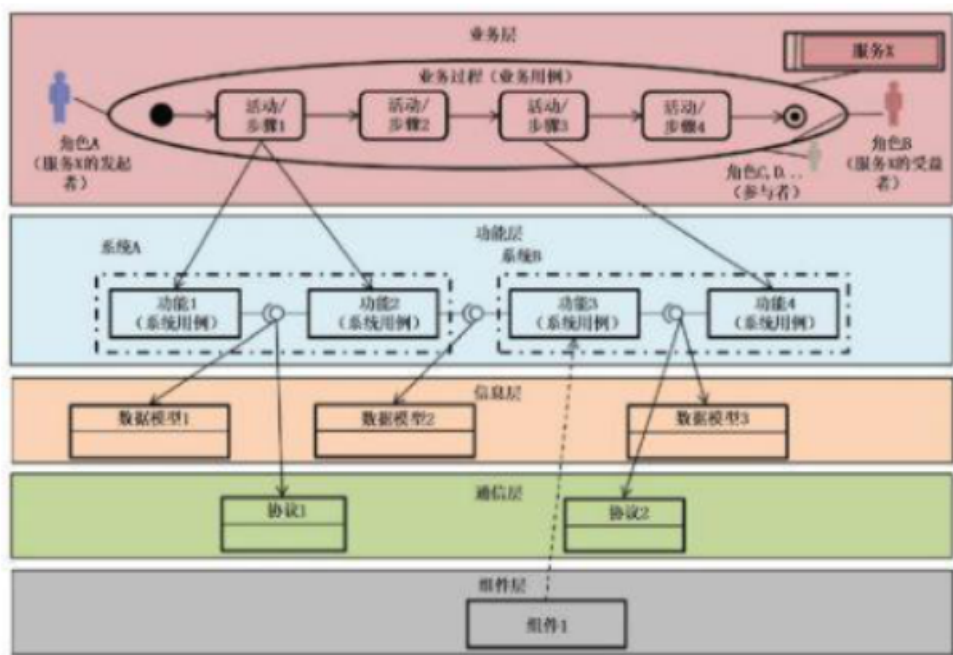 业务层
服务X
业务过程（业务用例）
活动/
步骤1
活动/
步骤2
活动/
步骤3
活动/
步骤4
角色A
（服务X的发起
者）
角色B
（服务X的受益
者）
角色C,D...
（参与者）
功能层
系统A
系统B
功能1
（系统用例）
功能2
（系统用例）
功能3
（系统用例）
功能4
（系统用例）
信息层
数据模型1
数据模型2
数据模型3
通信层
协议1
协议2
组件层
组件1